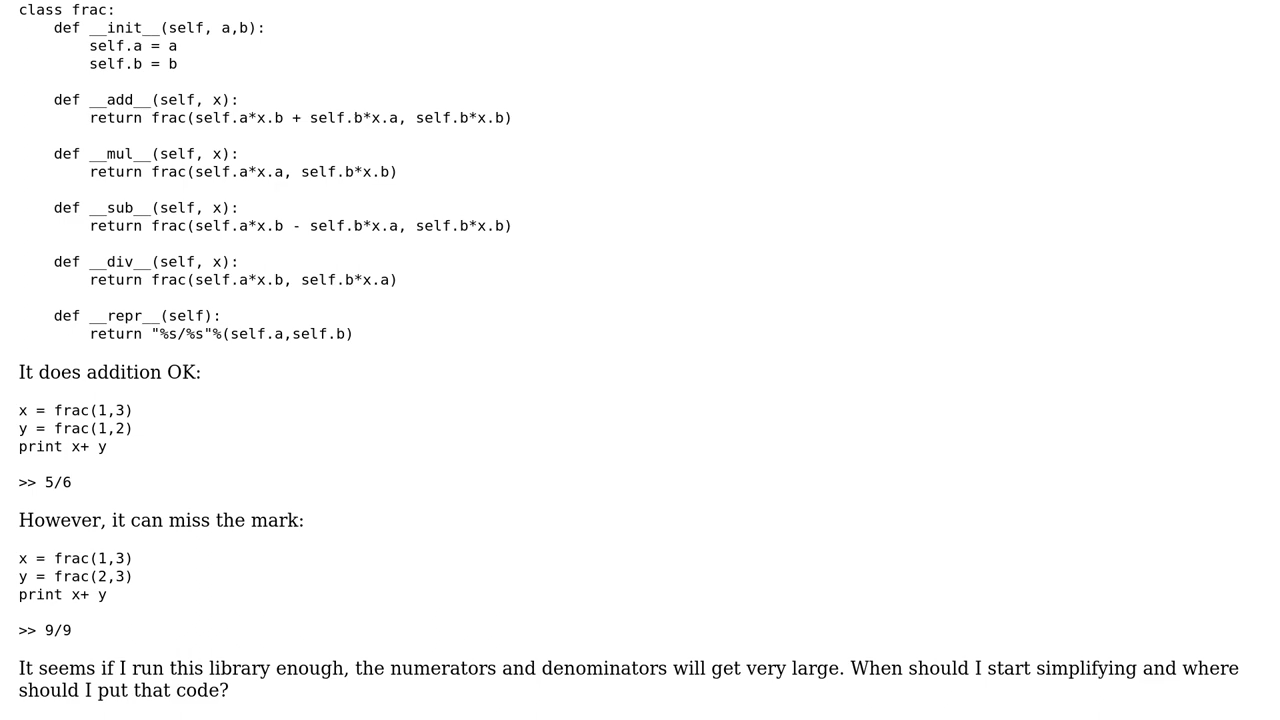 class frac:
    def __init__(self, a,b):
        self.a = a
        self.b = b

    def __add__(self, x):
        return frac(self.a*x.b + self.b*x.a, self.b*x.b)

    def __mul__(self, x):
        return frac(self.a*x.a, self.b*x.b)

    def __sub__(self, x):
        return frac(self.a*x.b - self.b*x.a, self.b*x.b)

    def __div__(self, x):
        return frac(self.a*x.b, self.b*x.a)

    def __repr__(self):
        return "%s/%s"%(self.a,self.b)

It does addition OK:

x = frac(1,3)
y = frac(1,2)
print x+ y

>> 5/6

However, it can miss the mark:

x = frac(1,3)
y = frac(2,3)
print x+ y

>> 9/9

It seems if I run this library enough, the numerators and denominators will get very large. When should I start simplifying and where
should I put that code?